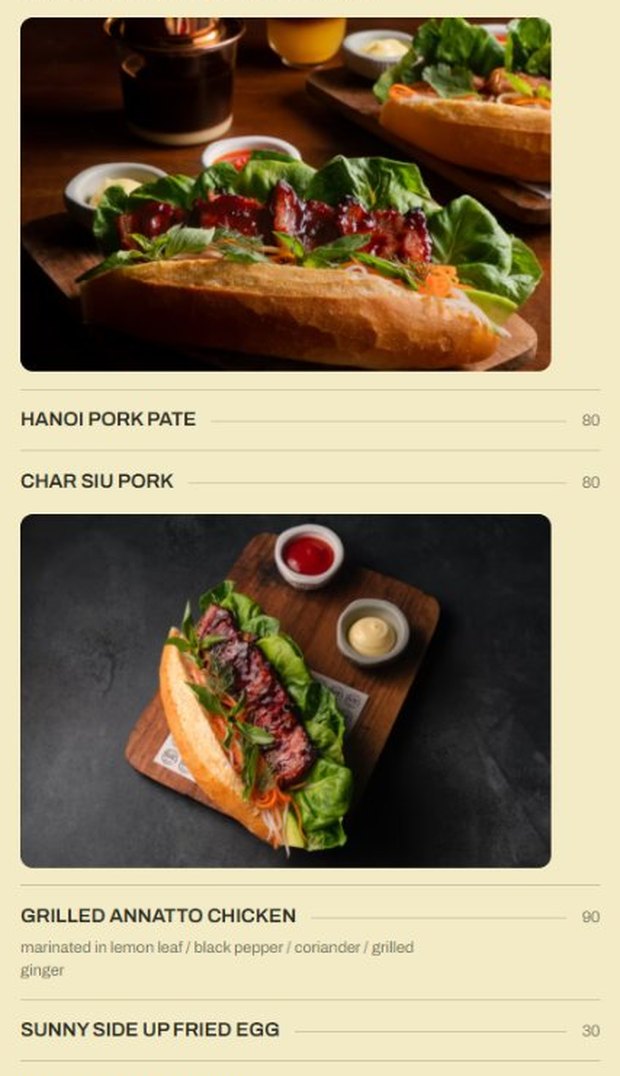 HANOI PORK PATE 80
CHAR SIU PORK 80
GRILLED ANNATTO CHICKEN 90
marinated in lemon leaf / black pepper / coriander / grilled
ginger
SUNNY SIDE UP FRIED EGG 30